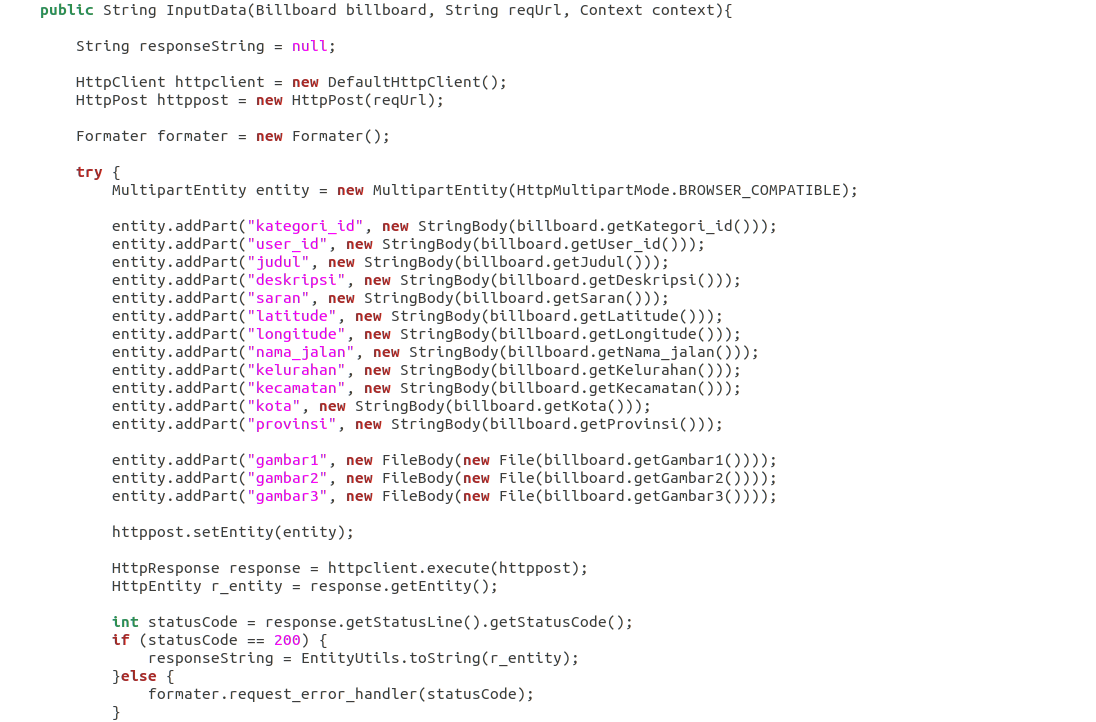 public String InputData(Billboard billboard, String reqUrl, Context context){
String responseString = null;
HttpClient httpclient = new DefaultHttpClient();
HttpPost httppost = new HttpPost(reqUrl);
Formater formater = new Formater();
try {
MultipartEntity entity = new MultipartEntity(HttpMultipartMode.BROWSER_COMPATIBLE);
entity.addPart("kategori_id", new StringBody(billboard.getKategori_id()));
entity.addPart("user_id", new StringBody(billboard.getUser_id()));
entity.addPart("judul", new StringBody(billboard.getJudul()));
entity.addPart("deskripsi", new StringBody(billboard.getDeskripsi()));
entity.addPart("saran", new StringBody(billboard.getSaran()));
entity.addPart("latitude", new StringBody(billboard.getLatitude()));
entity.addPart("longitude", new StringBody(billboard.getLongitude()));
entity.addPart("nama_jalan", new StringBody(billboard.getNama_jalan()));
entity.addPart("kelurahan", new StringBody(billboard.getKelurahan()));
entity.addPart("kecamatan", new StringBody(billboard.getKecamatan()));
entity.addPart("kota", new StringBody(billboard.getKota()));
entity.addPart("provinsi", new StringBody(billboard.getProvinsi()));
entity.addPart("gambar1", new FileBody(new File(billboard.getGambar1())));
entity.addPart("gambar2", new FileBody(new File(billboard.getGambar2())));
entity.addPart("gambar3", new FileBody(new File(billboard.getGambar3())));
httppost.setEntity(entity);
HttpResponse response = httpclient.execute(httppost);
HttpEntity r_entity = response.getEntity();
int statusCode = response.getStatusLine().getStatusCode();
if (statusCode == 200) {
responseString = EntityUtils.toString(r_entity);
}else {
formater.request_error_handler(statusCode);
}